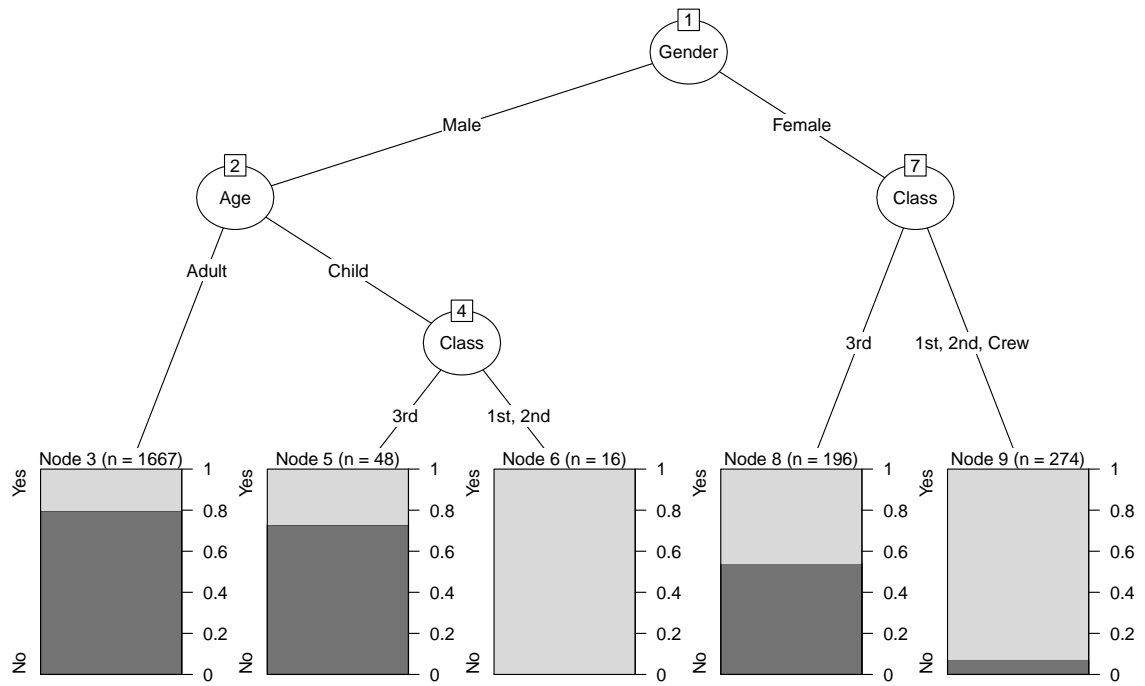 1
Gender
Male
Female
2
Age
7
Class
Adult
Child
4
Class
3rd
1st, 2nd, Crew
3rd
1st, 2nd
Node 3 (n = 1667)
No
Yes
0
0.2
0.4
0.6
0.8
1
Node 5 (n = 48)
No
Yes
0
0.2
0.4
0.6
0.8
1
Node 6 (n = 16)
No
Yes
0
0.2
0.4
0.6
0.8
1
Node 8 (n = 196)
No
Yes
0
0.2
0.4
0.6
0.8
1
Node 9 (n = 274)
No
Yes
0
0.2
0.4
0.6
0.8
1